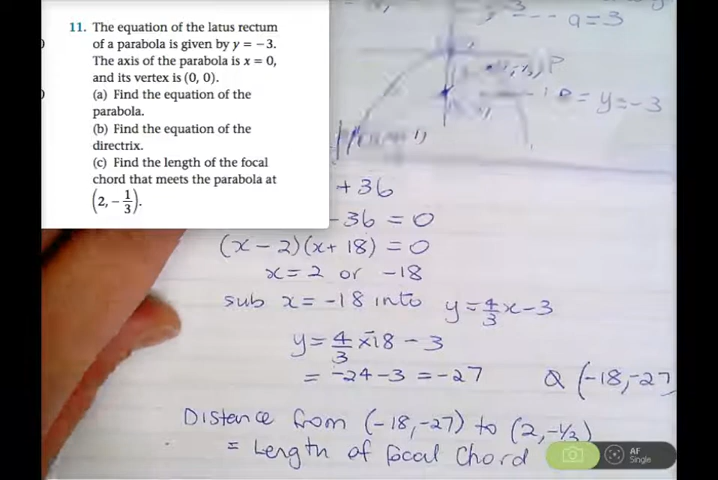 11. The equation of the latus rectum
of a parabola is given by y = −3.
The axis of the parabola is x = 0,
and its vertex is (0, 0).
(a) Find the equation of the
parabola.
(b) Find the equation of the
directrix.
(c) Find the length of the focal
chord that meets the parabola at
(2, −1/3).
a=3
P
y=-3
+36
-36 = 0
(x-2)(x+18) = 0
x=2 or -18
sub x=-18 into y=4/3x-3
y=4/3x-18-3
=-24-3=-27 Q (-18,-27
Distance from (-18,-27) to (2,-1/3)
= Length of focal Chord
AF
Single